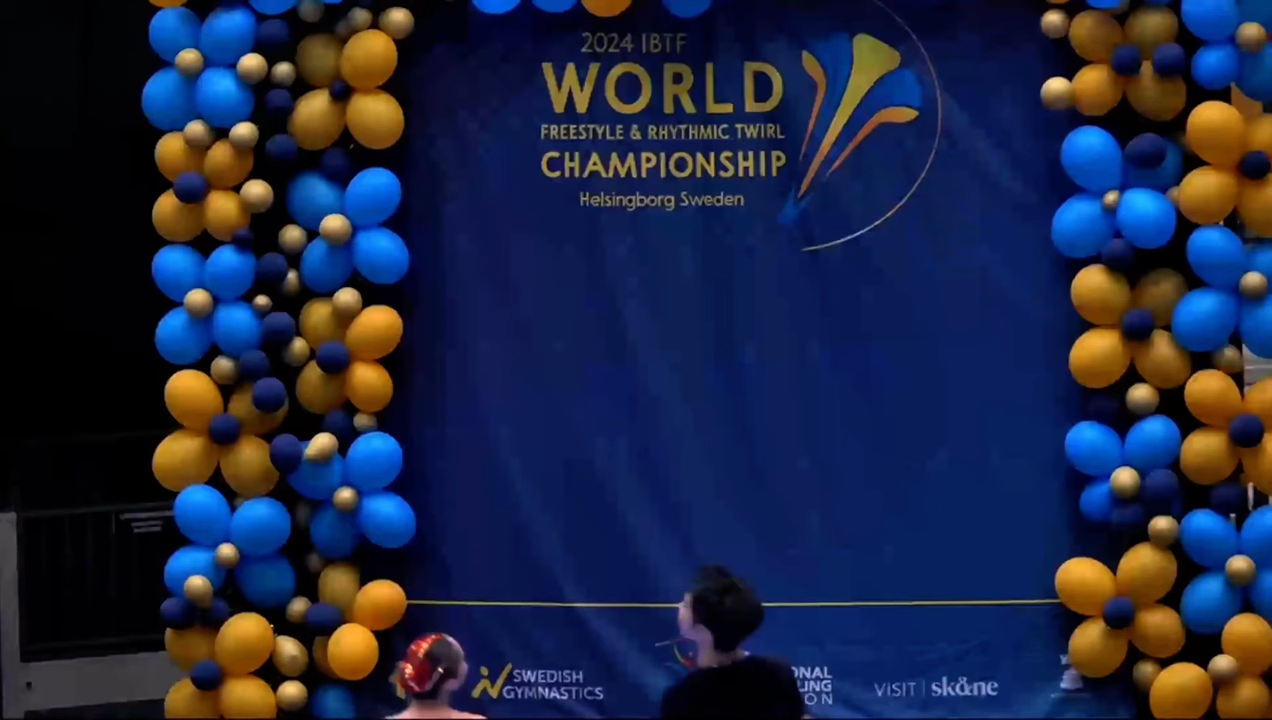 2024 IBTF
WORLD
FREESTYLE & RHYTHMIC TWIRL
CHAMPIONSHIP
Helsingborg Sweden
SWEDISH
GYMNASTICS
VISIT | skåne